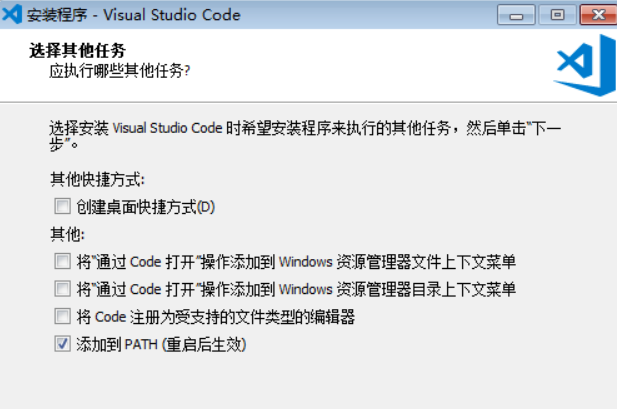 安装程序 - Visual Studio Code
选择其他任务
应执行哪些其他任务?
选择安装 Visual Studio Code 时希望安装程序来执行的其他任务，然后单击“下一
步”。
其他快捷方式:
创建桌面快捷方式(D)
其他:
将“通过 Code 打开”操作添加到 Windows 资源管理器文件上下文菜单
将“通过 Code 打开”操作添加到 Windows 资源管理器目录上下文菜单
将 Code 注册为受支持的文件类型的编辑器
添加到 PATH (重启后生效)